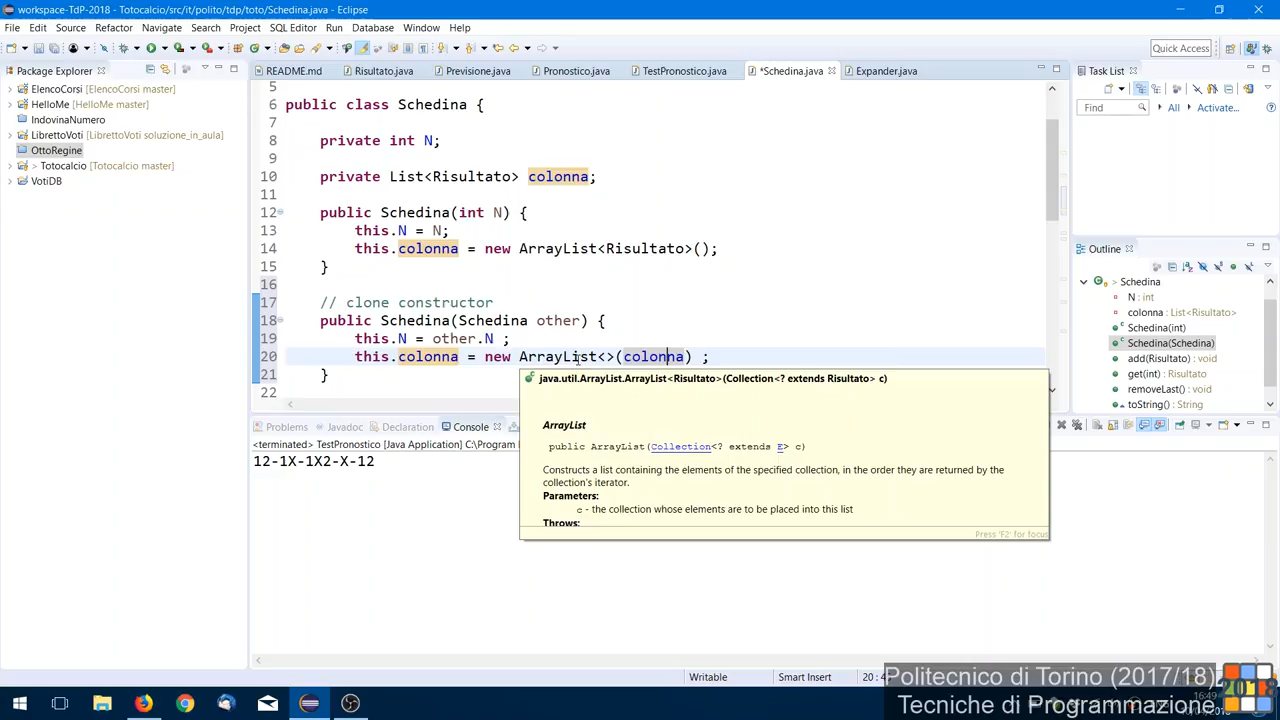 workspace-TdP-2018 - Totocalcio/src/it/polito/tdp/toto/Schedina.java - Eclipse
File Edit Source Refactor Navigate Search Project SQL Editor Run Database Window Help
Quick Access
Package Explorer
README.md Risultato.java Previsione.java Pronostico.java TestPronostico.java *Schedina.java Expander.java
Task List
ElencoCorsi [ElencoCorsi master]
HelloMe [HelloMe master]
IndovinaNumero
LibrettoVoti [LibrettoVoti soluzione_in_aula]
OttoRegine
> Totocalcio [Totocalcio master]
VotiDB
5
6 public class Schedina {
7
8 private int N;
9
10 private List<Risultato> colonna;
11
12 public Schedina(int N) {
13 this.N = N;
14 this.colonna = new ArrayList<Risultato>();
15 }
16
17 // clone constructor
18 public Schedina(Schedina other) {
19 this.N = other.N ;
20 this.colonna = new ArrayList<>(colonna) ;
21 }
22
Find All Activate...
Outline
Schedina
N : int
colonna : List<Risultato>
Schedina(int)
Schedina(Schedina)
add(Risultato) : void
get(int) : Risultato
removeLast() : void
toString() : String
java.util.ArrayList.ArrayList<Risultato>(Collection<? extends Risultato> c)
ArrayList
public ArrayList(Collection<? extends E> c)
Constructs a list containing the elements of the specified collection, in the order they are returned by the
collection's iterator.
Parameters:
c - the collection whose elements are to be placed into this list
Throws:
Press 'F2' for focus
Problems Javadoc Declaration Console
<terminated> TestPronostico [Java Application] C:\Program
12-1X-1X2-X-12
Writable Smart Insert 20 : 4
Politecnico di Torino (2017/18)
Tecniche di Programmazione
16:49
2018